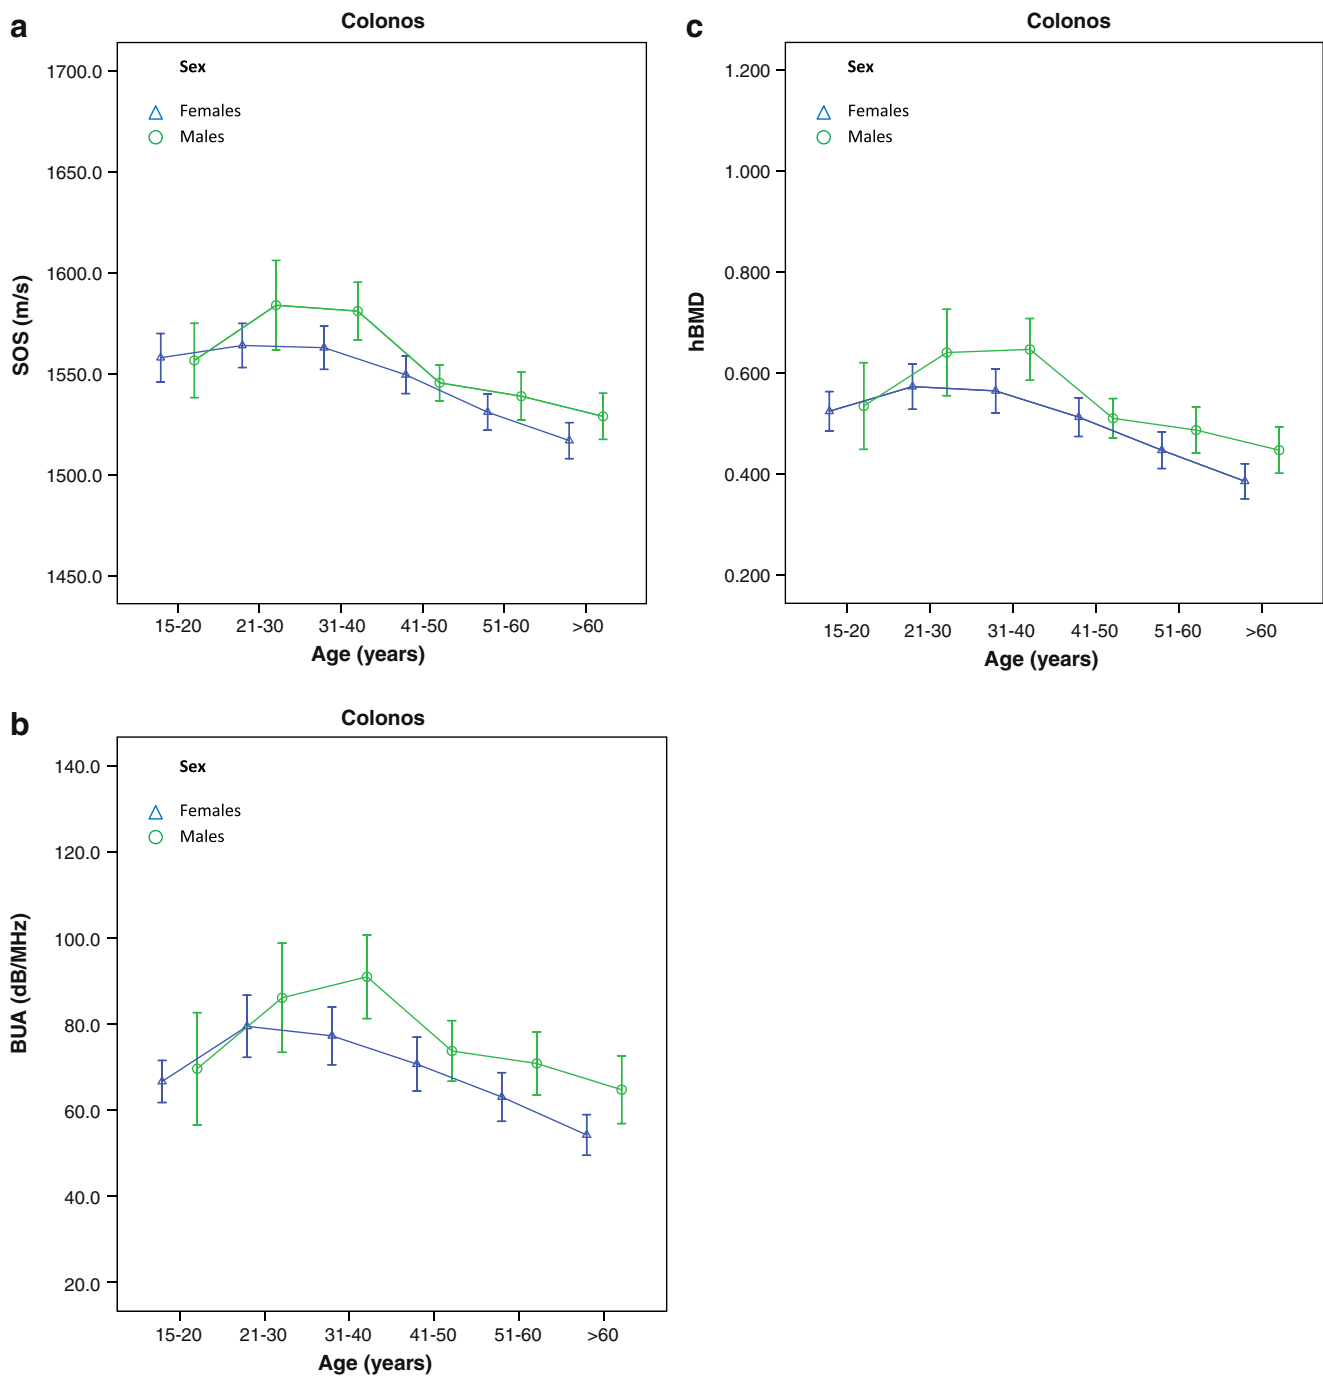 a
Colonos
Sex
Females
Males
1700.0
1650.0
1600.0
1550.0
1500.0
1450.0
SOS (m/s)
15-20 21-30 31-40 41-50 51-60 >60
Age (years)
c
Colonos
Sex
Females
Males
1.200
1.000
0.800
0.600
0.400
0.200
hBMD
15-20 21-30 31-40 41-50 51-60 >60
Age (years)
b
Colonos
Sex
Females
Males
140.0
120.0
100.0
80.0
60.0
40.0
20.0
BUA (dB/MHz)
15-20 21-30 31-40 41-50 51-60 >60
Age (years)